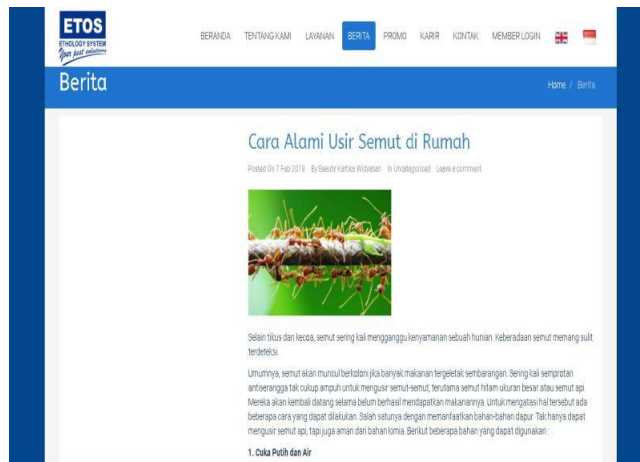 ETOS
ETHOLOGY SYSTEM
Your pest solutions
BERANDA TENTANG KAMI LAYANAN BERITA PROMO KARIR KONTAK MEMBER LOGIN
Berita
Home / Berita
Cara Alami Usir Semut di Rumah
Posted On 7 Feb 2018 By Beauty Kartika Widyasari In Uncategorized Leave a comment
Selain tikus dan kecoa, semut sering kali mengganggu kenyamanan sebuah hunian. Keberadaan semut memang sulit
terdeteksi.
Umumnya, semut akan muncul berkoloni jika banyak makanan tergeletak sembarangan. Sering kali semprotan
antiserangga tak cukup ampuh untuk mengusir semut-semut, terutama semut hitam ukuran besar atau semut api.
Mereka akan kembali datang selama belum berhasil mendapatkan makanannya. Untuk mengatasi hal tersebut ada
beberapa cara yang dapat dilakukan. Salah satunya dengan memanfaatkan bahan-bahan dapur. Tak hanya dapat
mengusir semut api, tapi juga aman dari bahan kimia. Berikut beberapa bahan yang dapat digunakan :
1. Cuka Putih dan Air